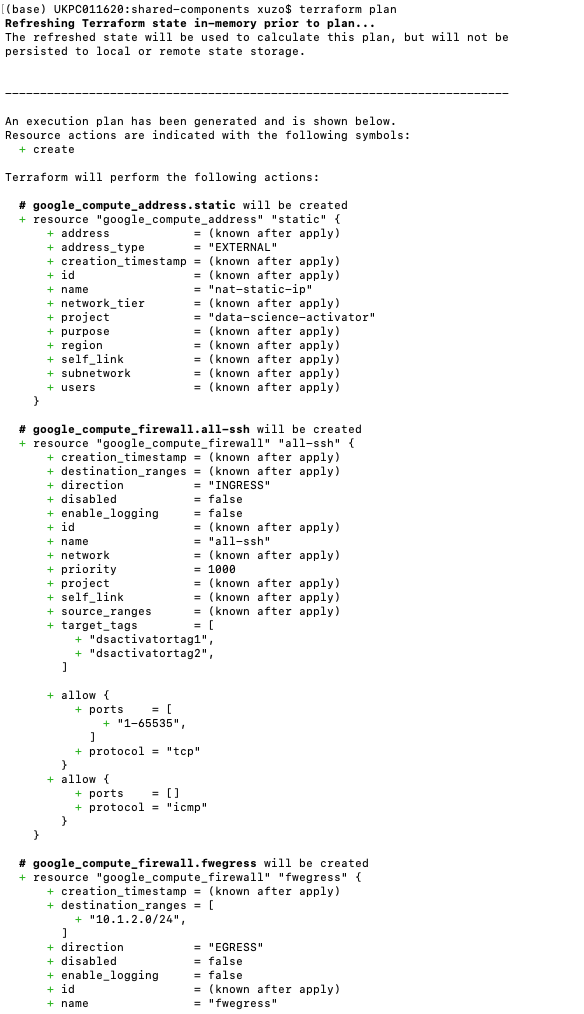 (base) UKPC011620:shared-components xuzo$ terraform plan
Refreshing Terraform state in-memory prior to plan...
The refreshed state will be used to calculate this plan, but will not be
persisted to local or remote state storage.

------------------------------------------------------------------------

An execution plan has been generated and is shown below.
Resource actions are indicated with the following symbols:
  + create

Terraform will perform the following actions:

  # google_compute_address.static will be created
  + resource "google_compute_address" "static" {
      + address            = (known after apply)
      + address_type       = "EXTERNAL"
      + creation_timestamp = (known after apply)
      + id                 = (known after apply)
      + name               = "nat-static-ip"
      + network_tier       = (known after apply)
      + project            = "data-science-activator"
      + purpose            = (known after apply)
      + region             = (known after apply)
      + self_link          = (known after apply)
      + subnetwork         = (known after apply)
      + users              = (known after apply)
    }

  # google_compute_firewall.all-ssh will be created
  + resource "google_compute_firewall" "all-ssh" {
      + creation_timestamp = (known after apply)
      + destination_ranges = (known after apply)
      + direction          = "INGRESS"
      + disabled           = false
      + enable_logging     = false
      + id                 = (known after apply)
      + name               = "all-ssh"
      + network            = (known after apply)
      + priority           = 1000
      + project            = (known after apply)
      + self_link          = (known after apply)
      + source_ranges      = (known after apply)
      + target_tags        = [
          + "dsactivatortag1",
          + "dsactivatortag2",
        ]

      + allow {
          + ports    = [
              + "1-65535",
            ]
          + protocol = "tcp"
        }
      + allow {
          + ports    = []
          + protocol = "icmp"
        }
    }

  # google_compute_firewall.fwegress will be created
  + resource "google_compute_firewall" "fwegress" {
      + creation_timestamp = (known after apply)
      + destination_ranges = [
          + "10.1.2.0/24",
        ]
      + direction          = "EGRESS"
      + disabled           = false
      + enable_logging     = false
      + id                 = (known after apply)
      + name               = "fwegress"